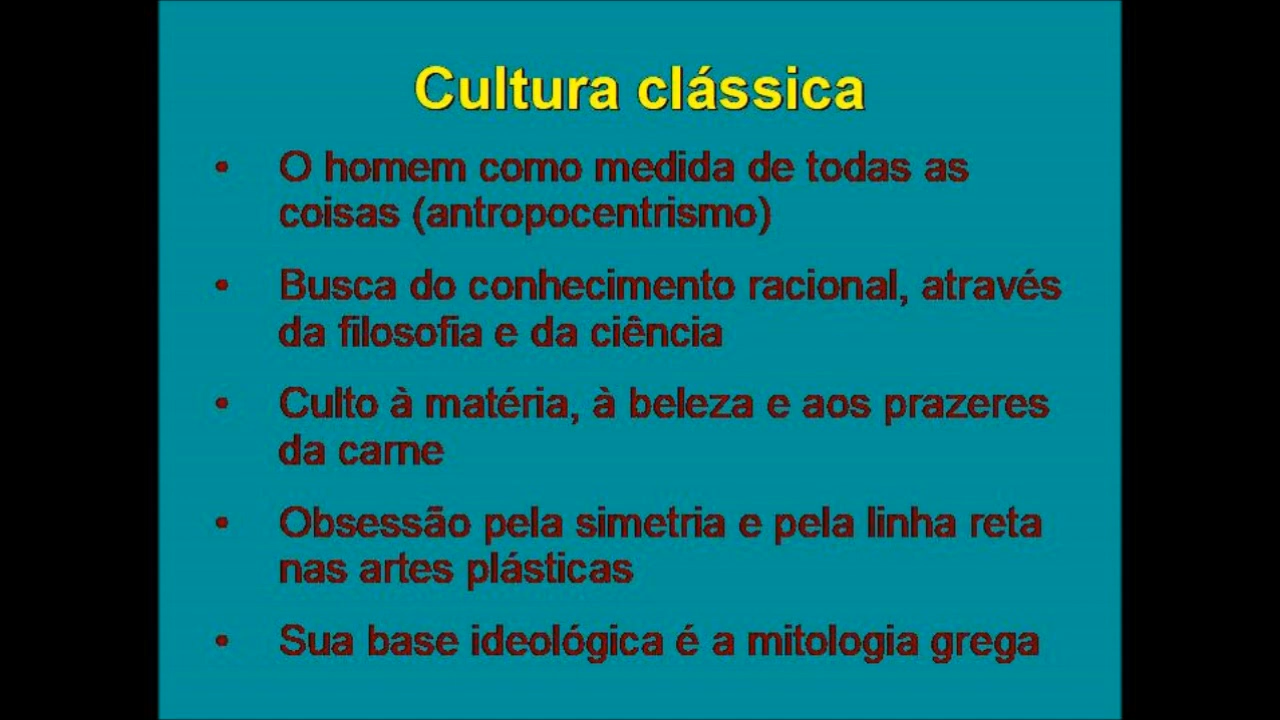 Cultura clássica
• O homem como medida de todas as
coisas (antropocentrismo)
• Busca do conhecimento racional, através
da filosofia e da ciência
• Culto à matéria, à beleza e aos prazeres
da carne
• Obsessão pela simetria e pela linha reta
nas artes plásticas
• Sua base ideológica é a mitologia grega